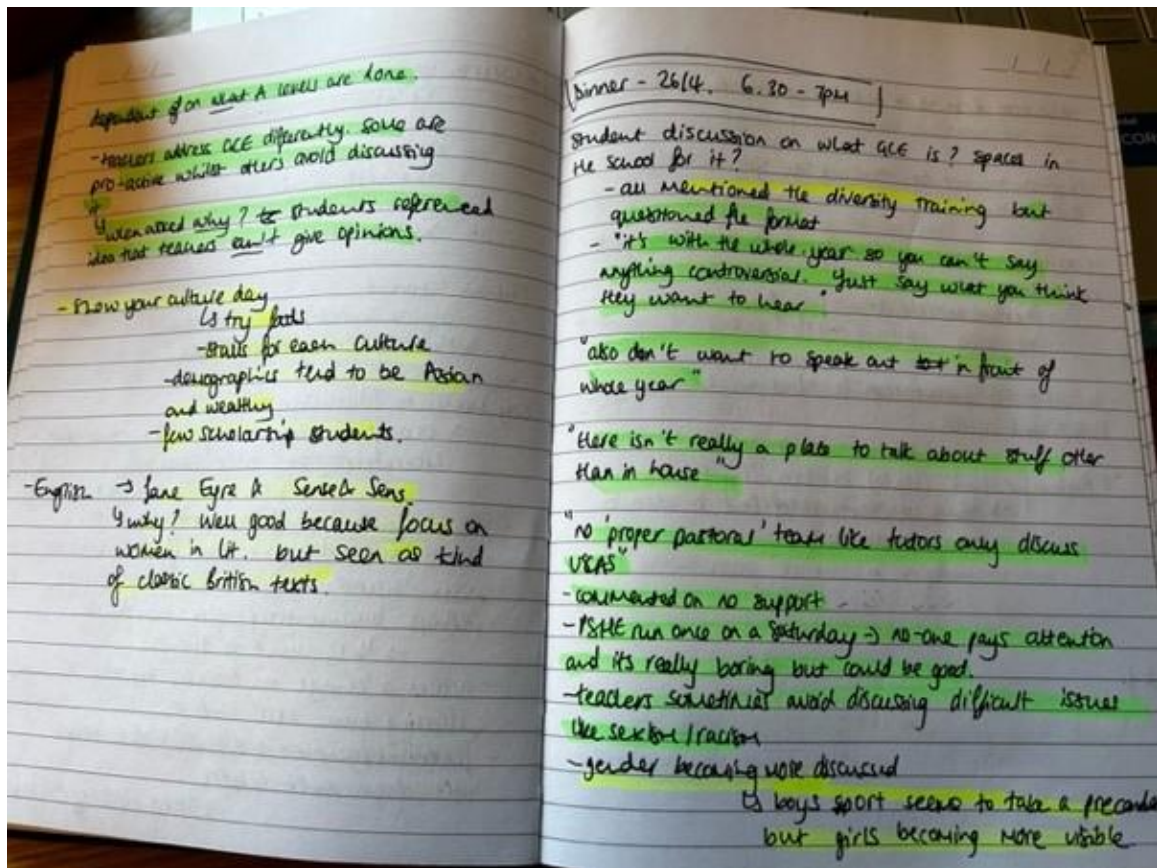 dependent on what A levels are done.
- teachers address GCE differently. Some are
pro-active whilst others avoid discussing
it
↳ when asked why? students referenced
idea that teachers can't give opinions.
- Show your culture day
↳ try foods
- stalls for each culture
- demographics tend to be Asian
and wealthy
- few scholarship students.
- English → Jane Eyre & Sense & Sens.
↳ why? Well good because focus on
women in lit. but seen as kind
of classic British texts.
Dinner - 26/4. 6.30 - 7pm
Student discussion on what GCE is? spaces in
the school for it?
- all mentioned the diversity training but
questioned the format
- "it's with the whole year so you can't say
anything controversial. Just say what you think
they want to hear"
"also don't want to speak out in front of
whole year"
"there isn't really a place to talk about stuff other
than in house"
"no 'proper pastoral' team like tutors only discuss
UCAS"
- commented on no support -
- PSHE run once on a Saturday → no-one pays attention
and its really boring but could be good.
- teachers sometimes avoid discussing difficult issues
like sexism/racism
- gender becoming more discussed
↳ boys sport seems to take a precende
but girls becoming more visible.